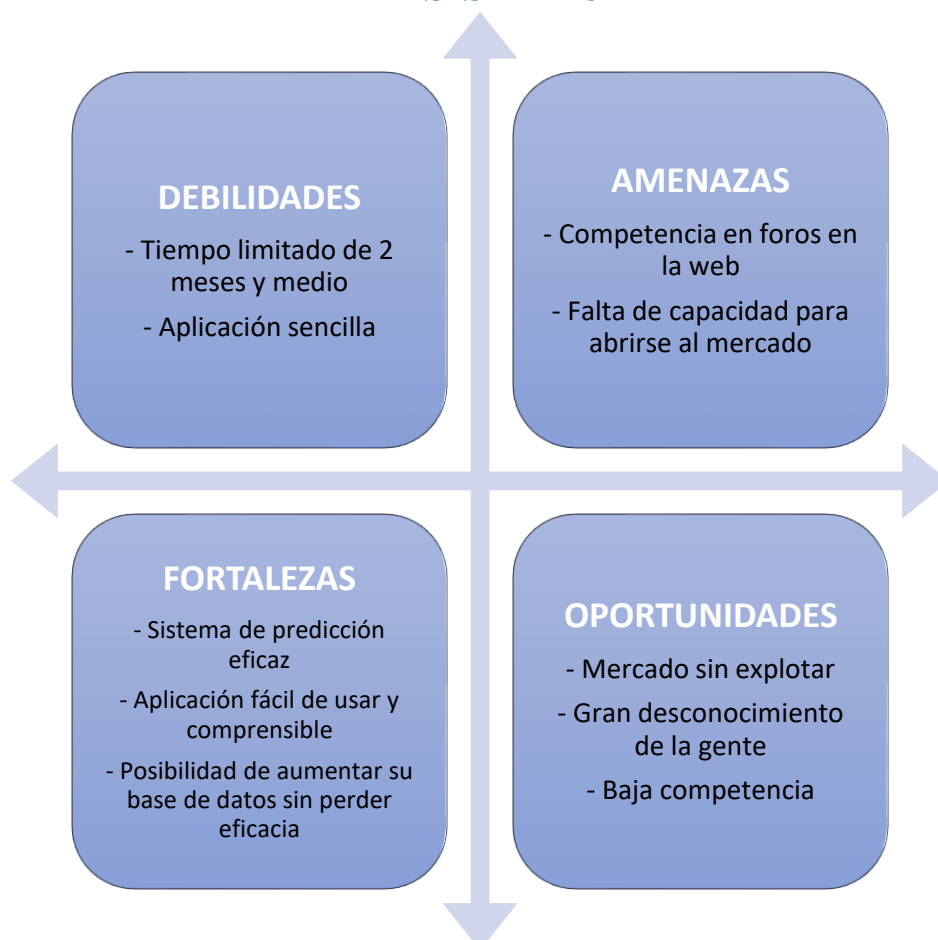 DEBILIDADES
- Tiempo limitado de 2
meses y medio
- Aplicación sencilla
AMENAZAS
- Competencia en foros en
la web
- Falta de capacidad para
abrirse al mercado
FORTALEZAS
- Sistema de predicción
eficaz
- Aplicación fácil de usar y
comprensible
- Posibilidad de aumentar su
base de datos sin perder
eficacia
OPORTUNIDADES
- Mercado sin explotar
- Gran desconocimiento
de la gente
- Baja competencia